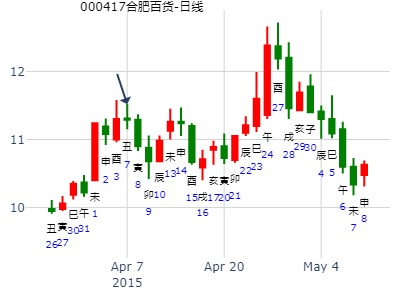 000417合肥百货-日线
12
11
10
丑
26
寅
27
巳
30
午
31
未
1
申
2
酉
3
丑
7
寅
8
卯
9
辰
10
未
13
申
14
酉
15
戌
16
亥
17
寅
20
卯
21
辰
22
巳
23
午
24
酉
27
戌
28
亥
29
子
30
辰
4
巳
5
午
6
未
7
申
8
Apr 7
2015
Apr 20
May 4